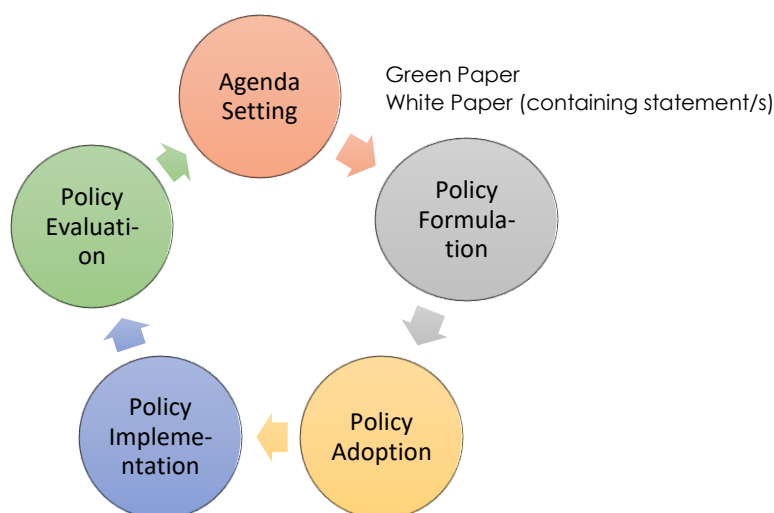 Agenda
Setting
Green Paper
White Paper (containing statement/s)
Policy
Formula-
tion
Policy
Adoption
Policy
Impleme-
ntation
Policy
Evaluati-
on